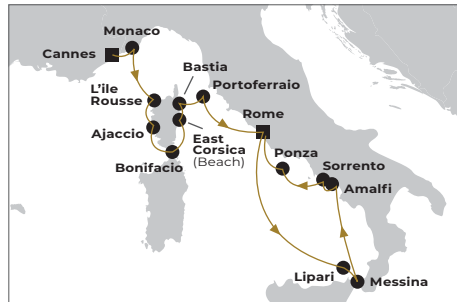 Monaco
Cannes
Bastia
L'ile
Rousse
Portoferraio
Rome
Ajaccio
East
Corsica
(Beach)
Ponza
Sorrento
Bonifacio
Amalfi
Lipari
Messina